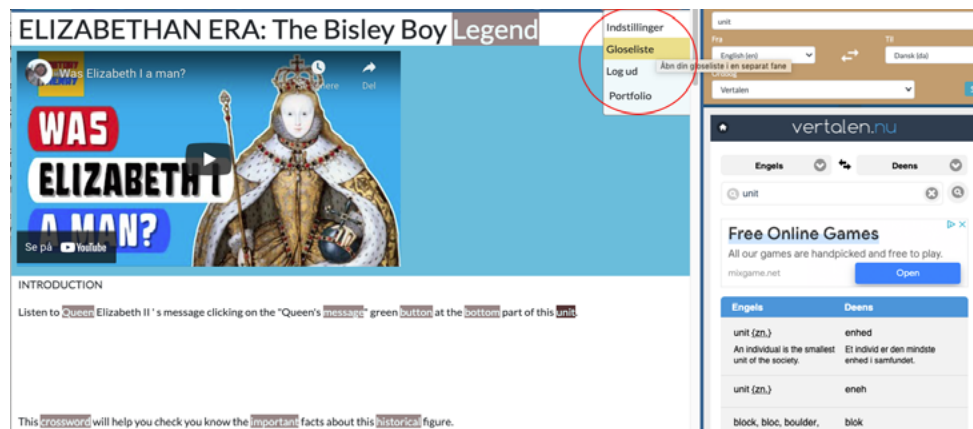 ELIZABETHAN ERA: The Bisley Boy Legend
Was Elizabeth I a man?
Del
WAS
ELIZABETH I
A MAN?
Se på YouTube
INTRODUCTION
Listen to Queen Elizabeth II ' s message clicking on the "Queen's message" green button at the bottom part of this unit.
This crossword will help you check you know the important facts about this historical figure.
Indstillinger
Gloseliste
Åbn din gloseliste i en separat fane
Log ud
Portfolio
unit
Fra
Til
English (en)
Dansk (da)
Vertalen
vertalen.nu
Engels
Deens
unit
Free Online Games
All our games are handpicked and free to play.
mixgame.net
Open
Engels Deens
unit (zn.) enhed
An individual is the smallest Et individ er den mindste
unit of the society. enhed i samfundet.
unit (zn.) eneh
block, bloc, boulder, blok